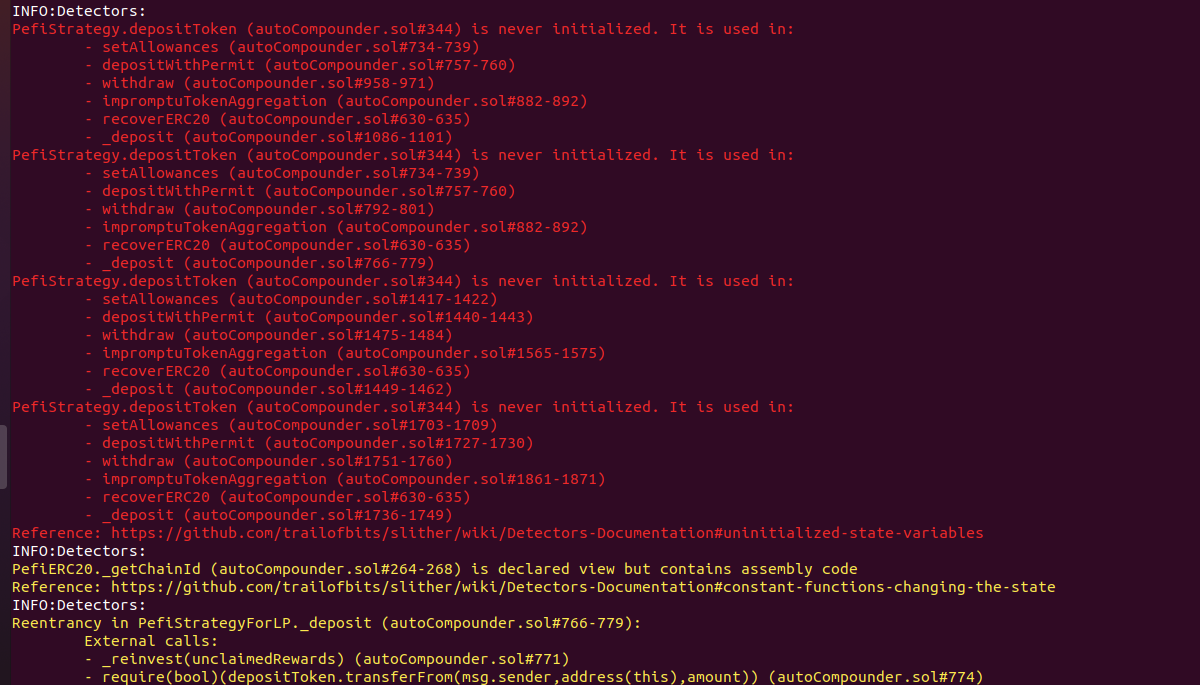 INFO:Detectors:
PefiStrategy.depositToken (autoCompounder.sol#344) is never initialized. It is used in:
- setAllowances (autoCompounder.sol#734-739)
- depositWithPermit (autoCompounder.sol#757-760)
- withdraw (autoCompounder.sol#958-971)
- impromptuTokenAggregation (autoCompounder.sol#882-892)
- recoverERC20 (autoCompounder.sol#630-635)
- _deposit (autoCompounder.sol#1086-1101)
PefiStrategy.depositToken (autoCompounder.sol#344) is never initialized. It is used in:
- setAllowances (autoCompounder.sol#734-739)
- depositWithPermit (autoCompounder.sol#757-760)
- withdraw (autoCompounder.sol#792-801)
- impromptuTokenAggregation (autoCompounder.sol#882-892)
- recoverERC20 (autoCompounder.sol#630-635)
- _deposit (autoCompounder.sol#766-779)
PefiStrategy.depositToken (autoCompounder.sol#344) is never initialized. It is used in:
- setAllowances (autoCompounder.sol#1417-1422)
- depositWithPermit (autoCompounder.sol#1440-1443)
- withdraw (autoCompounder.sol#1475-1484)
- impromptuTokenAggregation (autoCompounder.sol#1565-1575)
- recoverERC20 (autoCompounder.sol#630-635)
- _deposit (autoCompounder.sol#1449-1462)
PefiStrategy.depositToken (autoCompounder.sol#344) is never initialized. It is used in:
- setAllowances (autoCompounder.sol#1703-1709)
- depositWithPermit (autoCompounder.sol#1727-1730)
- withdraw (autoCompounder.sol#1751-1760)
- impromptuTokenAggregation (autoCompounder.sol#1861-1871)
- recoverERC20 (autoCompounder.sol#630-635)
- _deposit (autoCompounder.sol#1736-1749)
Reference: https://github.com/trailofbits/slither/wiki/Detectors-Documentation#uninitialized-state-variables
INFO:Detectors:
PefiERC20._getChainId (autoCompounder.sol#264-268) is declared view but contains assembly code
Reference: https://github.com/trailofbits/slither/wiki/Detectors-Documentation#constant-functions-changing-the-state
INFO:Detectors:
Reentrancy in PefiStrategyForLP._deposit (autoCompounder.sol#766-779):
External calls:
- _reinvest(unclaimedRewards) (autoCompounder.sol#771)
- require(bool)(depositToken.transferFrom(msg.sender,address(this),amount)) (autoCompounder.sol#774)